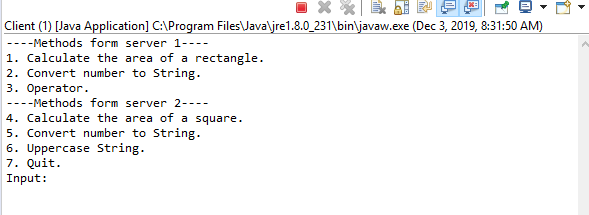 Client (1) [Java Application] C:\Program Files\Java\jre1.8.0_231\bin\javaw.exe (Dec 3, 2019, 8:31:50 AM)
----Methods form server 1----
1. Calculate the area of a rectangle.
2. Convert number to String.
3. Operator.
----Methods form server 2----
4. Calculate the area of a square.
5. Convert number to String.
6. Uppercase String.
7. Quit.
Input: